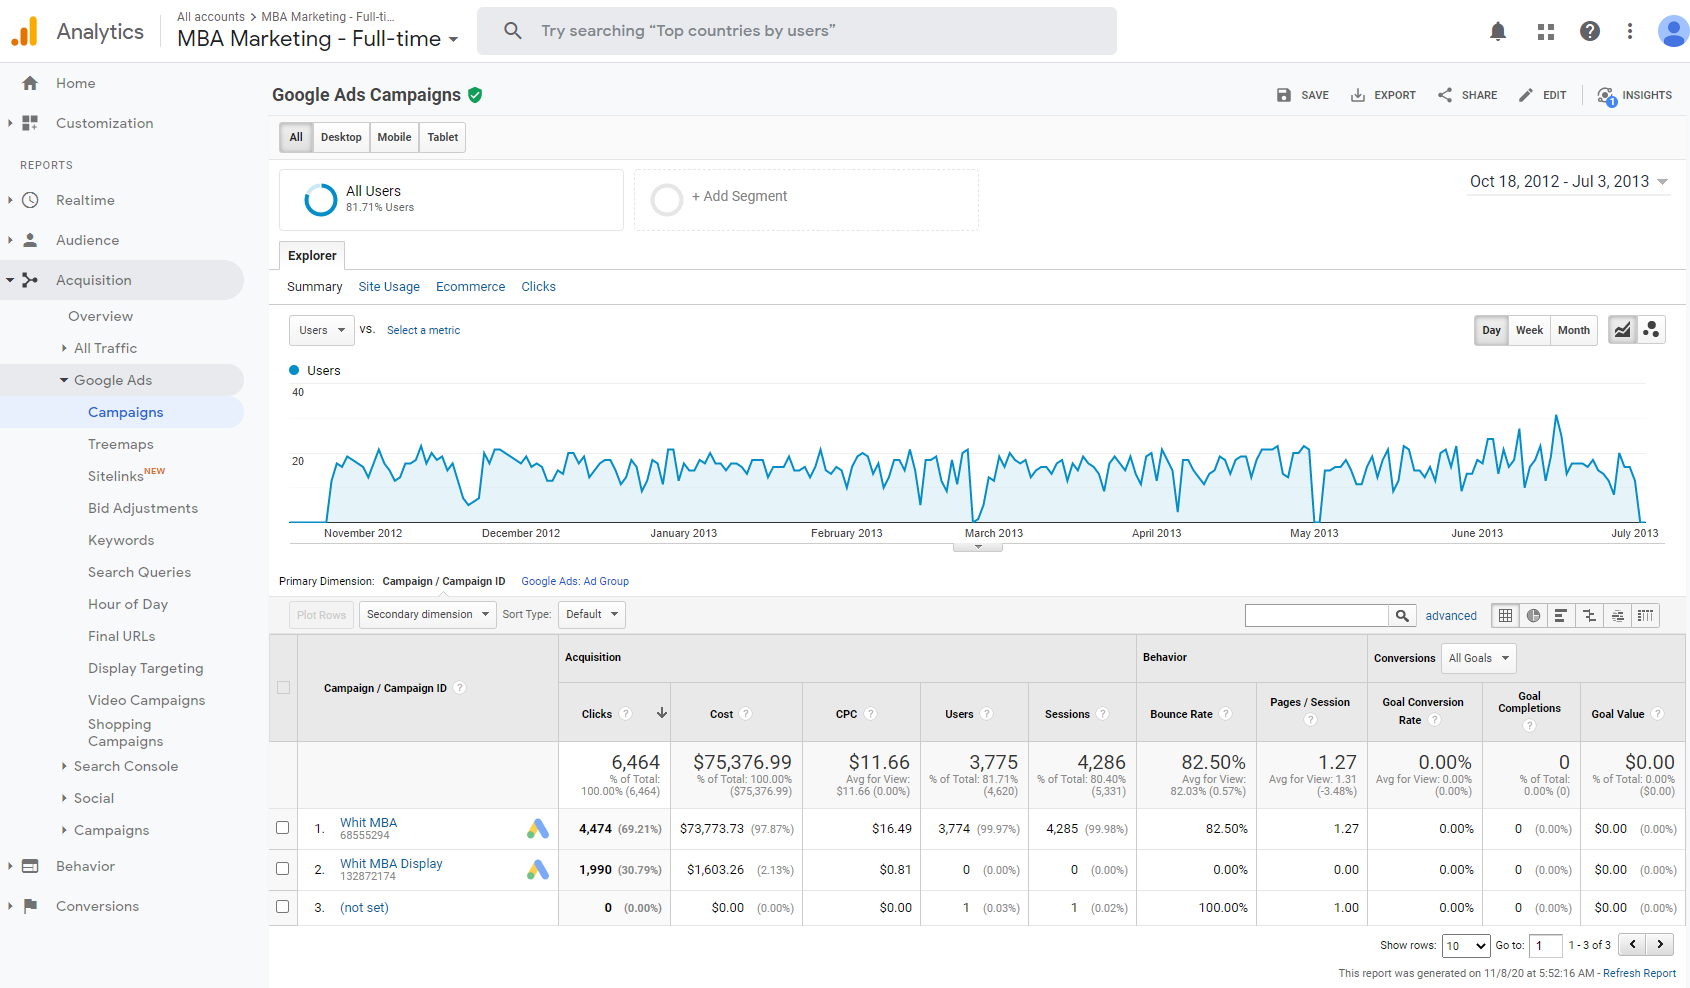 Analytics
All accounts > MBA Marketing - Full-ti...
MBA Marketing - Full-time
Try searching “Top countries by users”
Home
Customization
REPORTS
Realtime
Audience
Acquisition
Overview
All Traffic
Google Ads
Campaigns
Treemaps
Sitelinks NEW
Bid Adjustments
Keywords
Search Queries
Hour of Day
Final URLs
Display Targeting
Video Campaigns
Shopping
Campaigns
Search Console
Social
Campaigns
Behavior
Conversions
Google Ads Campaigns
SAVE EXPORT SHARE EDIT 1 INSIGHTS
All Desktop Mobile Tablet
All Users
81.71% Users
+ Add Segment
Oct 18, 2012 - Jul 3, 2013
Explorer
Summary Site Usage Ecommerce Clicks
Users VS. Select a metric
Day Week Month
Users
40
20
November 2012 December 2012 January 2013 February 2013 March 2013 April 2013 May 2013 June 2013 July 2013
Primary Dimension: Campaign / Campaign ID Google Ads: Ad Group
Plot Rows Secondary dimension Sort Type: Default advanced
Acquisition Behavior Conversions All Goals
Campaign / Campaign ID ?
Clicks ? Cost ? CPC ? Users ? Sessions ? Bounce Rate ? Pages / Session ? Goal Conversion Rate ? Goal Completions ? Goal Value ?
6,464 $75,376.99 $11.66 3,775 4,286 82.50% 1.27 0.00% 0 $0.00
% of Total: % of Total: 100.00% Avg for View: % of Total: 81.71% % of Total: 80.40% Avg for View: Avg for View: 1.31 Avg for View: 0.00% % of Total: % of Total: 0.00%
100.00% (6,464) ($75,376.99) $11.66 (0.00%) (4,620) (5,331) 82.03% (0.57%) (-3.48%) (0.00%) 0.00% (0) ($0.00)
1. Whit MBA 4,474 (69.21%) $73,773.73 (97.87%) $16.49 3,774 (99.97%) 4,285 (99.98%) 82.50% 1.27 0.00% 0 (0.00%) $0.00 (0.00%)
68555294
2. Whit MBA Display 1,990 (30.79%) $1,603.26 (2.13%) $0.81 0 (0.00%) 0 (0.00%) 0.00% 0.00 0.00% 0 (0.00%) $0.00 (0.00%)
132872174
3. (not set) 0 (0.00%) $0.00 (0.00%) $0.00 1 (0.03%) 1 (0.02%) 100.00% 1.00 0.00% 0 (0.00%) $0.00 (0.00%)
Show rows: 10 Go to: 1 1 - 3 of 3
This report was generated on 11/8/20 at 5:52:16 AM - Refresh Report